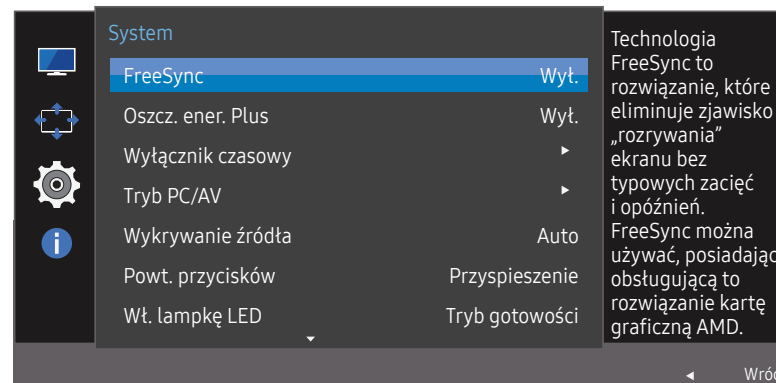 System
FreeSync Wył.
Oszcz. ener. Plus Wył.
Wyłącznik czasowy
Tryb PC/AV
Wykrywanie źródła Auto
Powt. przycisków Przyspieszenie
Wł. lampkę LED Tryb gotowości
Technologia
FreeSync to
rozwiązanie, które
eliminuje zjawisko
„rozrywania”
ekranu bez
typowych zacięć
i opóźnień.
FreeSync można
używać, posiadając
obsługującą to
rozwiązanie kartę
graficzną AMD.